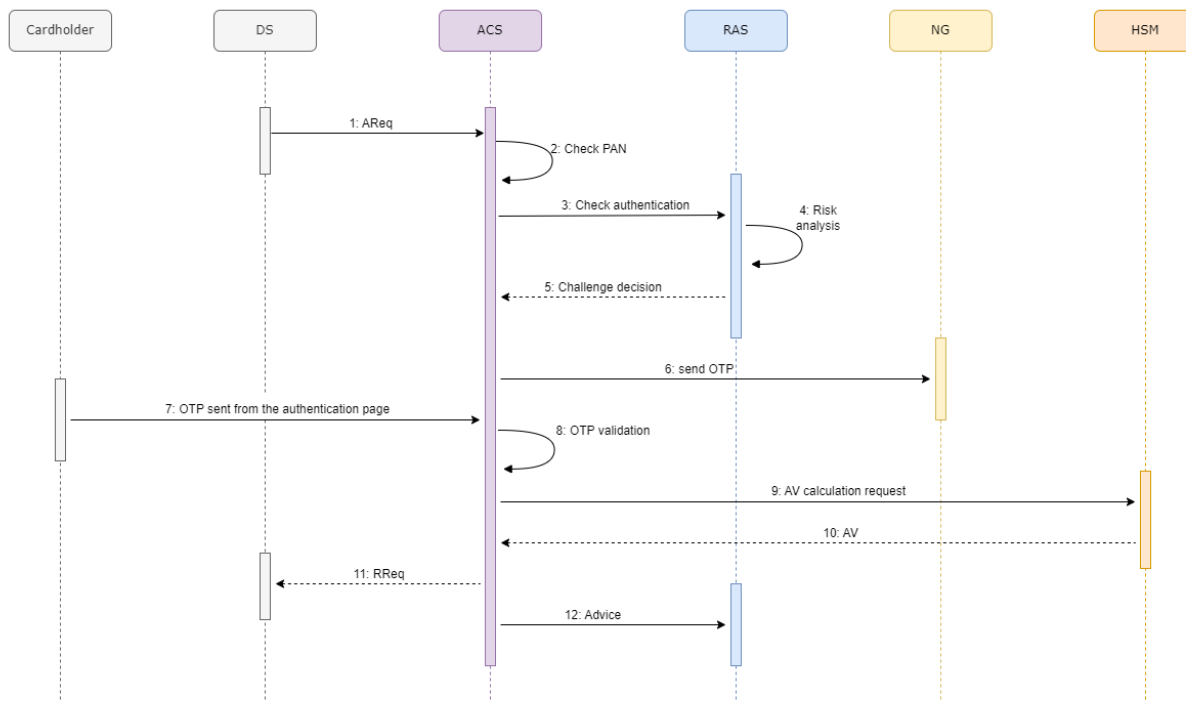 Cardholder
DS
ACS
RAS
NG
HSM
1: AReq
2: Check PAN
3: Check authentication
4: Risk
analysis
5: Challenge decision
6: send OTP
7: OTP sent from the authentication page
8: OTP validation
9: AV calculation request
10: AV
11: RReq
12: Advice